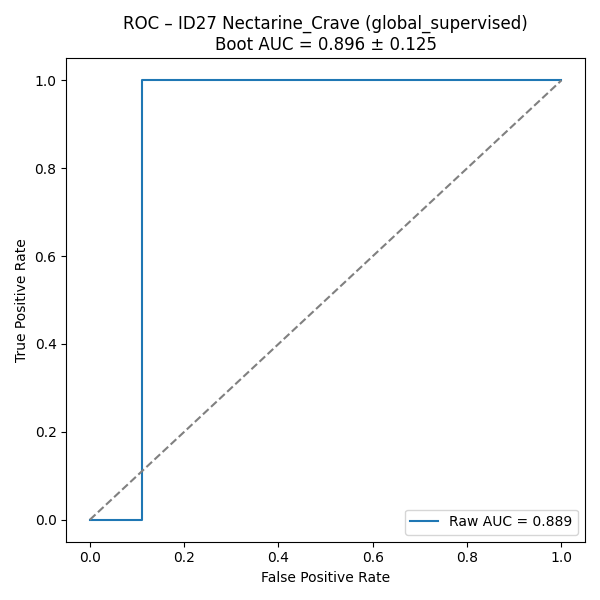 ROC – ID27 Nectarine_Crave (global_supervised)
Boot AUC = 0.896 ± 0.125
True Positive Rate
1.0
0.8
0.6
0.4
0.2
0.0
Raw AUC = 0.889
0.0 0.2 0.4 0.6 0.8 1.0
False Positive Rate